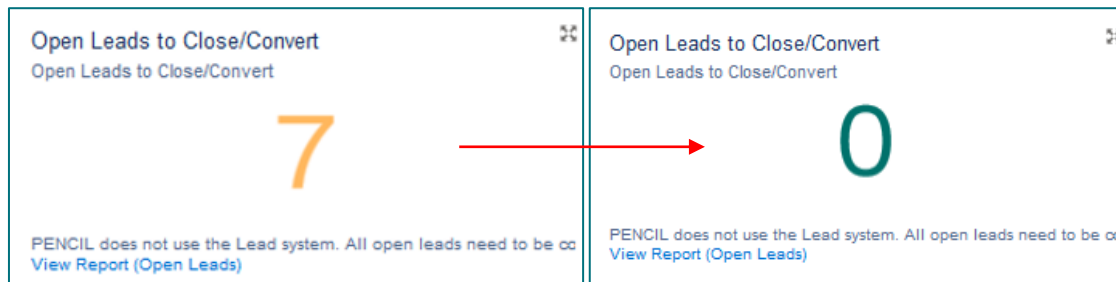 Open Leads to Close/Convert
Open Leads to Close/Convert
7
PENCIL does not use the Lead system. All open leads need to be
View Report (Open Leads)
Open Leads to Close/Convert
Open Leads to Close/Convert
0
PENCIL does not use the Lead system. All open leads need to be
View Report (Open Leads)